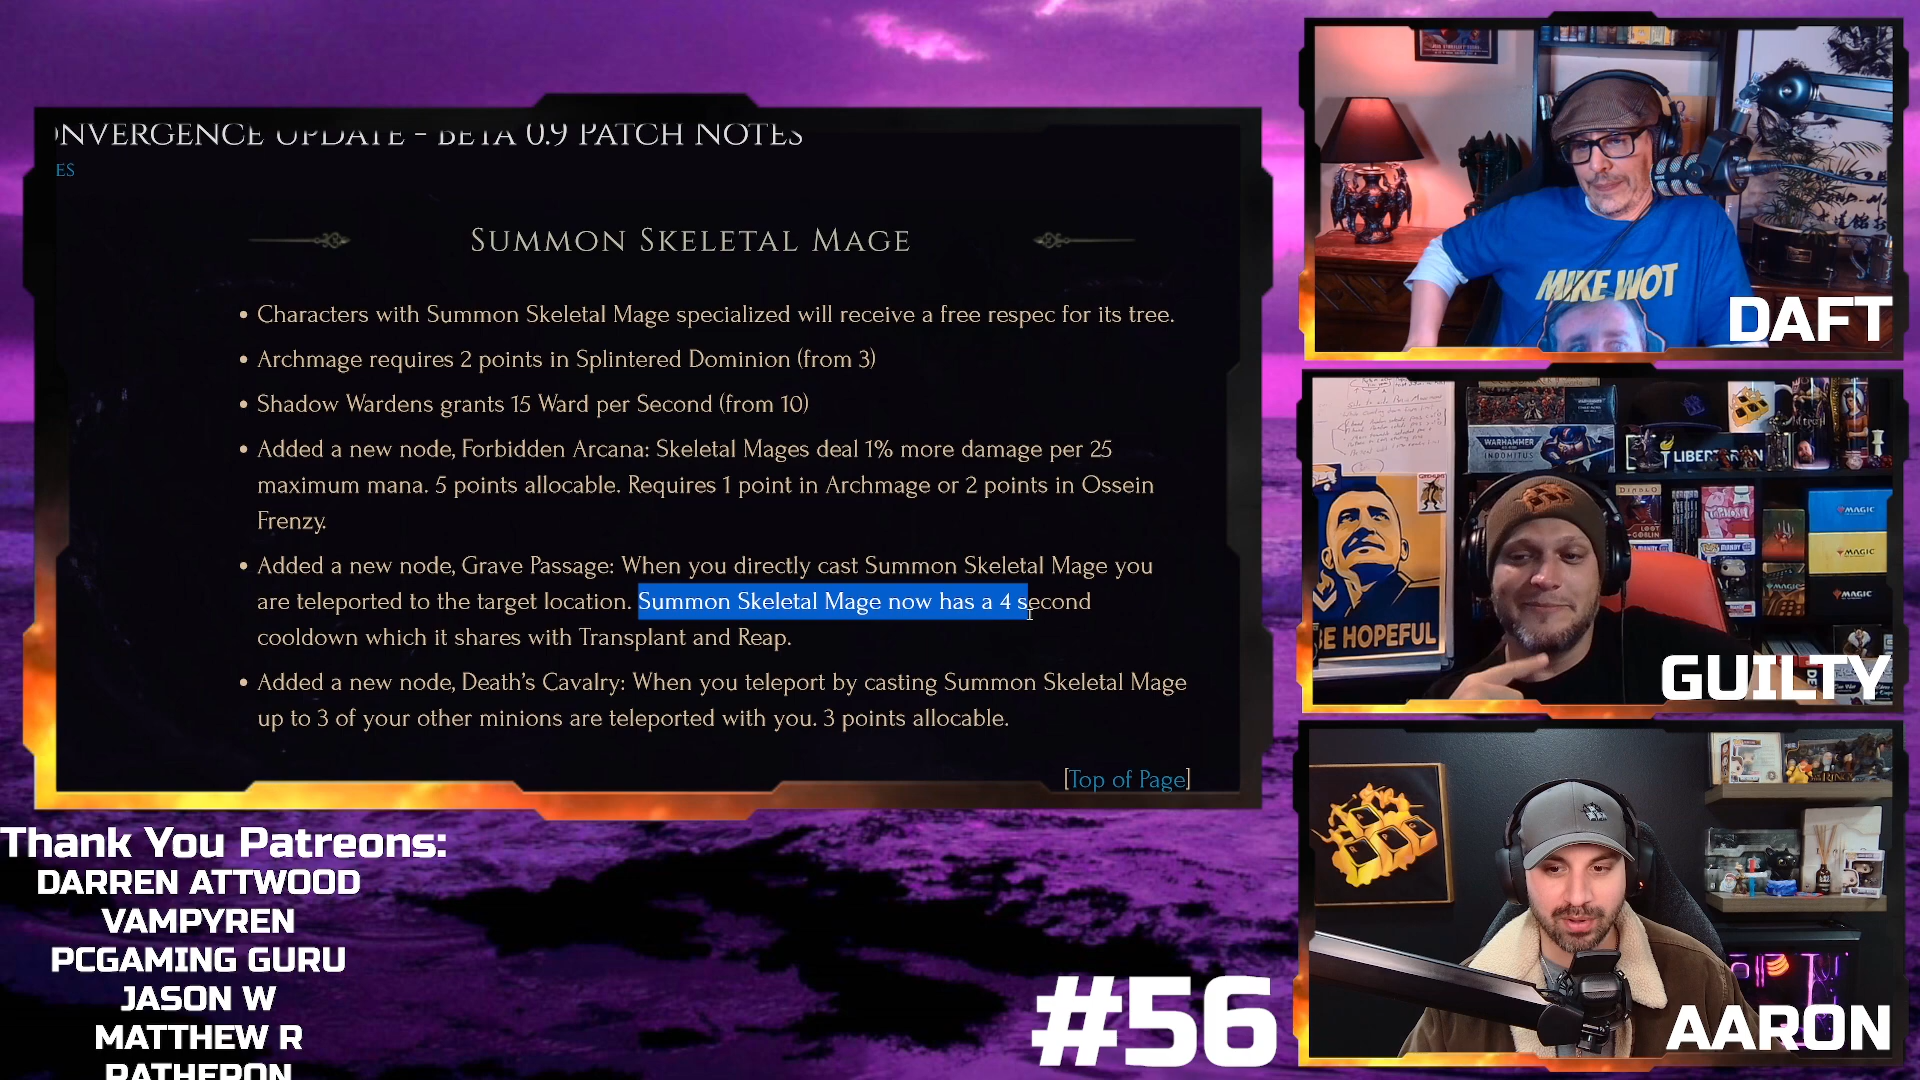 ONVERGENCE UPDATE - BETA 0.9 PATCH NOTES
ES
SUMMON SKELETAL MAGE
• Characters with Summon Skeletal Mage specialized will receive a free respec for its tree.
• Archmage requires 2 points in Splintered Dominion (from 3)
• Shadow Wardens grants 15 Ward per Second (from 10)
• Added a new node, Forbidden Arcana: Skeletal Mages deal 1% more damage per 25
maximum mana. 5 points allocable. Requires 1 point in Archmage or 2 points in Ossein
Frenzy.
• Added a new node, Grave Passage: When you directly cast Summon Skeletal Mage you
are teleported to the target location. Summon Skeletal Mage now has a 4 second
cooldown which it shares with Transplant and Reap.
• Added a new node, Death’s Cavalry: When you teleport by casting Summon Skeletal Mage
up to 3 of your other minions are teleported with you. 3 points allocable.
[Top of Page]
Thank You Patreons:
DARREN ATTWOOD
VAMPYREN
PCGAMING GURU
JASON W
MATTHEW R
RATHERON
#56
MIKE WOT
DAFT
WARHAMMER
INDOMITUS
LIBERTARIAN
DIABLO
LOOT
GOBLIN
MAGIC
MAGIC
MAGIC
BE HOPEFUL
GUILTY
AARON